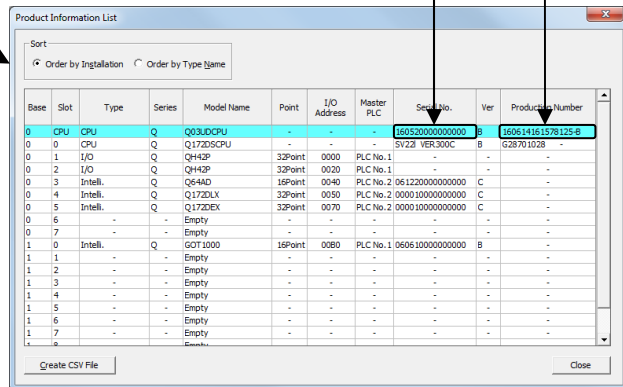 Product Information List
Sort
Order by Installation Order by Type Name
Base Slot Type Series Model Name Point I/O Address Master PLC Serial No. Ver Production Number
0 CPU CPU Q Q03UDCPU - - - 160520000000000 B 160614161578125-B
0 0 CPU Q Q172DSCPU - - - SV22 VER300C B G28701028 -
0 1 I/O Q QH42P 32Point 0000 PLC No.1 - - -
0 2 I/O Q QH42P 32Point 0020 PLC No.1 - - -
0 3 Intelli. Q Q64AD 16Point 0040 PLC No.2 061220000000000 C -
0 4 Intelli. Q Q172DLX 32Point 0050 PLC No.2 000010000000000 C -
0 5 Intelli. Q Q172DEX 32Point 0070 PLC No.2 000010000000000 C -
0 6 - - Empty - - - - - -
0 7 - - Empty - - - - - -
1 0 Intelli. Q GOT1000 16Point 00B0 PLC No.1 060610000000000 B -
1 1 - - Empty - - - - - -
1 2 - - Empty - - - - - -
1 3 - - Empty - - - - - -
1 4 - - Empty - - - - - -
1 5 - - Empty - - - - - -
1 6 - - Empty - - - - - -
1 7 - - Empty - - - - - -
Create CSV File Close